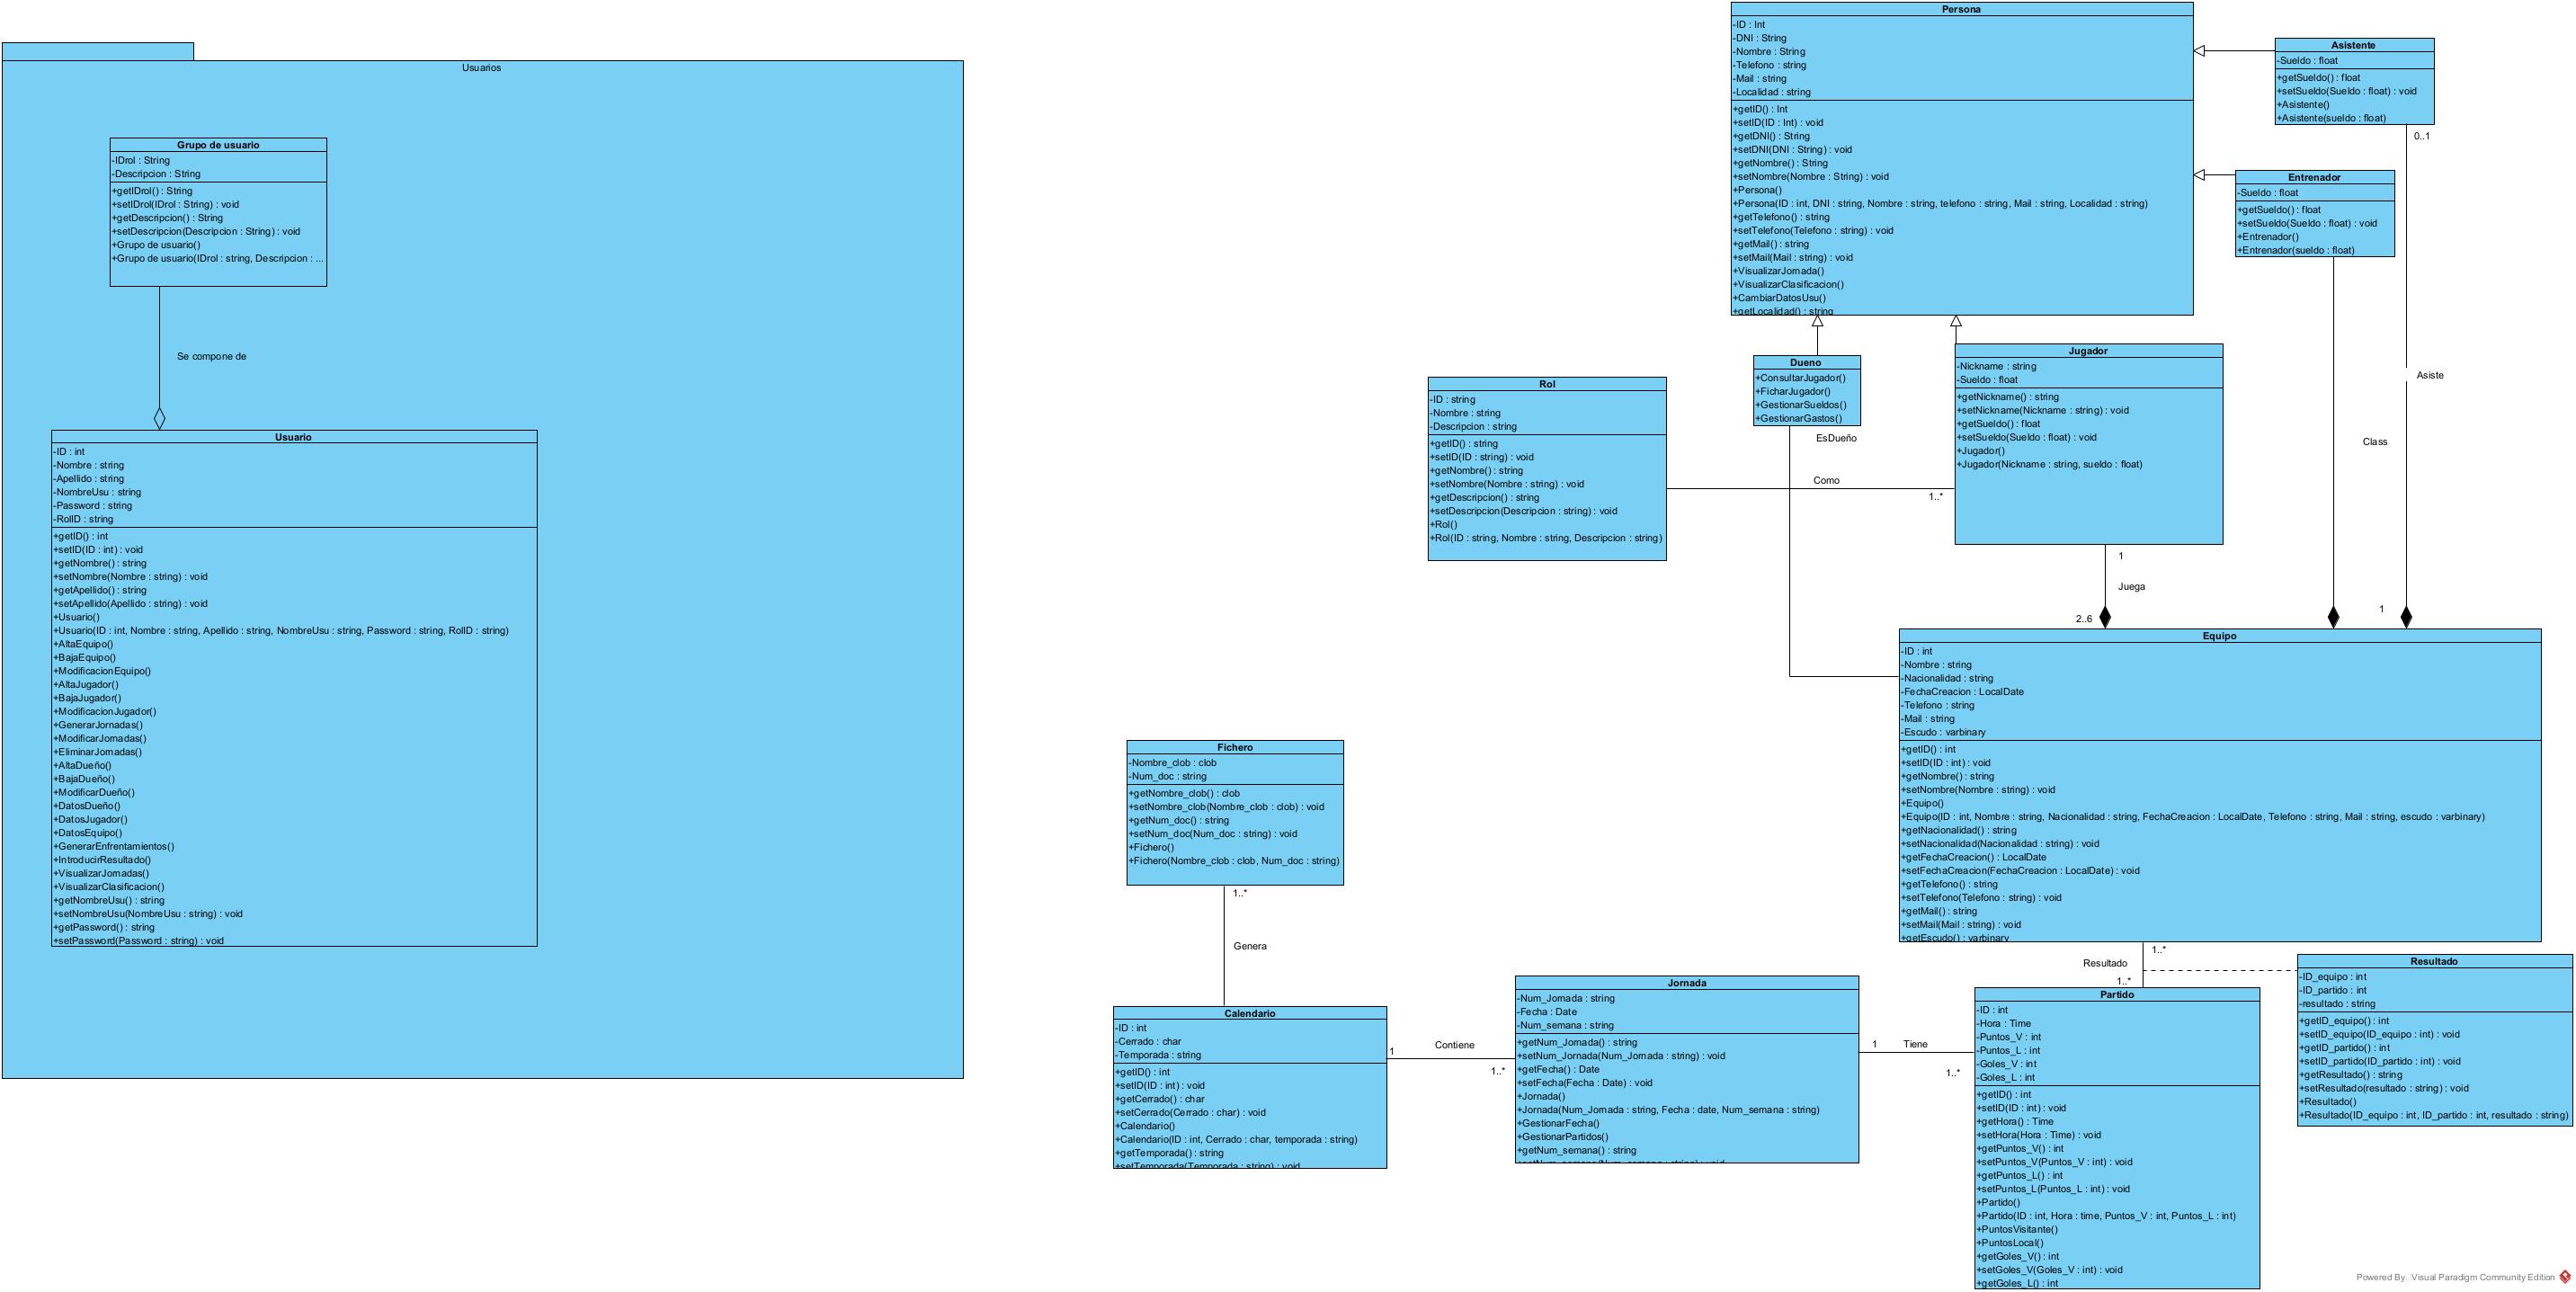 Usuarios
Grupo de usuario
-IDrol : String
-Descripcion : String
+getIDrol() : String
+setIDrol(IDrol : String) : void
+getDescripcion() : String
+setDescripcion(Descripcion : String) : void
+Grupo de usuario()
+Grupo de usuario(IDrol : string, Descripcion : ...
Se compone de
Usuario
-ID : int
-Nombre : string
-Apellido : string
-NombreUsu : string
-Password : string
-RolID : string
+getID() : int
+setID(ID : int) : void
+getNombre() : string
+setNombre(Nombre : string) : void
+getApellido() : string
+setApellido(Apellido : string) : void
+Usuario()
+Usuario(ID : int, Nombre : string, Apellido : string, NombreUsu : string, Password : string, RolID : string)
+AltaEquipo()
+BajaEquipo()
+ModificacionEquipo()
+AltaJugador()
+BajaJugador()
+ModificacionJugador()
+GenerarJornadas()
+ModificarJornadas()
+EliminarJornadas()
+AltaDueño()
+BajaDueño()
+ModificarDueño()
+DatosDueño()
+DatosJugador()
+DatosEquipo()
+GenerarEnfrentamientos()
+IntroducirResultado()
+VisualizarJornadas()
+VisualizarClasificacion()
+getNombreUsu() : string
+setNombreUsu(NombreUsu : string) : void
+getPassword() : string
+setPassword(Password : string) : void
Persona
-ID : Int
-DNI : String
-Nombre : String
-Telefono : string
-Mail : string
-Localidad : string
+getID() : Int
+setID(ID : Int) : void
+getDNI() : String
+setDNI(DNI : String) : void
+getNombre() : String
+setNombre(Nombre : String) : void
+Persona()
+Persona(ID : int, DNI : string, Nombre : string, telefono : string, Mail : string, Localidad : string)
+getTelefono() : string
+setTelefono(Telefono : string) : void
+getMail() : string
+setMail(Mail : string) : void
+VisualizarJornada()
+VisualizarClasificacion()
+CambiarDatosUsu()
+getLocalidad() : string
Asistente
-Sueldo : float
+getSueldo() : float
+setSueldo(Sueldo : float) : void
+Asistente()
+Asistente(sueldo : float)
0..1
Entrenador
-Sueldo : float
+getSueldo() : float
+setSueldo(Sueldo : float) : void
+Entrenador()
+Entrenador(sueldo : float)
Asiste
Class
Dueno
+ConsultarJugador()
+FicharJugador()
+GestionarSueldos()
+GestionarGastos()
EsDueño
Jugador
-Nickname : string
-Sueldo : float
+getNickname() : string
+setNickname(Nickname : string) : void
+getSueldo() : float
+setSueldo(Sueldo : float) : void
+Jugador()
+Jugador(Nickname : string, sueldo : float)
Rol
-ID : string
-Nombre : string
-Descripcion : string
+getID() : string
+setID(ID : string) : void
+getNombre() : string
+setNombre(Nombre : string) : void
+getDescripcion() : string
+setDescripcion(Descripcion : string) : void
+Rol()
+Rol(ID : string, Nombre : string, Descripcion : string)
Como
1..*
1
Juega
2..6
1
Equipo
-ID : int
-Nombre : string
-Nacionalidad : string
-FechaCreacion : LocalDate
-Telefono : string
-Mail : string
-Escudo : varbinary
+getID() : int
+setID(ID : int) : void
+getNombre() : string
+setNombre(Nombre : string) : void
+Equipo()
+Equipo(ID : int, Nombre : string, Nacionalidad : string, FechaCreacion : LocalDate, Telefono : string, Mail : string, escudo : varbinary)
+getNacionalidad() : string
+setNacionalidad(Nacionalidad : string) : void
+getFechaCreacion() : LocalDate
+setFechaCreacion(FechaCreacion : LocalDate) : void
+getTelefono() : string
+setTelefono(Telefono : string) : void
+getMail() : string
+setMail(Mail : string) : void
+getEscudo() : varbinary
Fichero
-Nombre_clob : clob
-Num_doc : string
+getNombre_clob() : clob
+setNombre_clob(Nombre_clob : clob) : void
+getNum_doc() : string
+setNum_doc(Num_doc : string) : void
+Fichero()
+Fichero(Nombre_clob : clob, Num_doc : string)
1..*
Genera
Calendario
-ID : int
-Cerrado : char
-Temporada : string
+getID() : int
+setID(ID : int) : void
+getCerrado() : char
+setCerrado(Cerrado : char) : void
+Calendario()
+Calendario(ID : int, Cerrado : char, temporada : string)
+getTemporada() : string
+setTemporada(Temporada : string) : void
1
Contiene
1..*
Jornada
-Num_Jornada : string
-Fecha : Date
-Num_semana : string
+getNum_Jornada() : string
+setNum_Jornada(Num_Jornada : string) : void
+getFecha() : Date
+setFecha(Fecha : Date) : void
+Jornada()
+Jornada(Num_Jornada : string, Fecha : date, Num_semana : string)
+GestionarFecha()
+GestionarPartidos()
+getNum_semana() : string
+setNum_semana(Num_semana : string) : void
1
Tiene
1..*
1..*
Resultado
1..*
Partido
-ID : int
-Hora : Time
-Puntos_V : int
-Puntos_L : int
-Goles_V : int
-Goles_L : int
+getID() : int
+setID(ID : int) : void
+getHora() : Time
+setHora(Hora : Time) : void
+getPuntos_V() : int
+setPuntos_V(Puntos_V : int) : void
+getPuntos_L() : int
+setPuntos_L(Puntos_L : int) : void
+Partido()
+Partido(ID : int, Hora : time, Puntos_V : int, Puntos_L : int)
+PuntosVisitante()
+PuntosLocal()
+getGoles_V() : int
+setGoles_V(Goles_V : int) : void
+getGoles_L() : int
Resultado
-ID_equipo : int
-ID_partido : int
-resultado : string
+getID_equipo() : int
+setID_equipo(ID_equipo : int) : void
+getID_partido() : int
+setID_partido(ID_partido : int) : void
+getResultado() : string
+setResultado(resultado : string) : void
+Resultado()
+Resultado(ID_equipo : int, ID_partido : int, resultado : string)
Powered By Visual Paradigm Community Edition